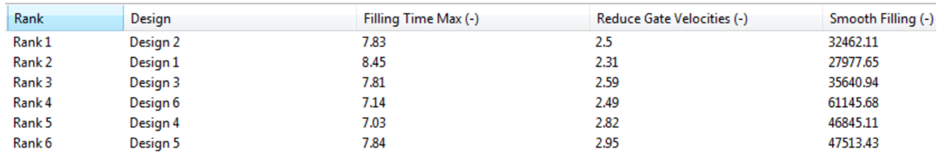 Rank Design Filling Time Max (-) Reduce Gate Velocities (-) Smooth Filling (-)
Rank 1 Design 2 7.83 2.5 32462.11
Rank 2 Design 1 8.45 2.31 27977.65
Rank 3 Design 3 7.81 2.59 35640.94
Rank 4 Design 6 7.14 2.49 61145.68
Rank 5 Design 4 7.03 2.82 46845.11
Rank 6 Design 5 7.84 2.95 47513.43